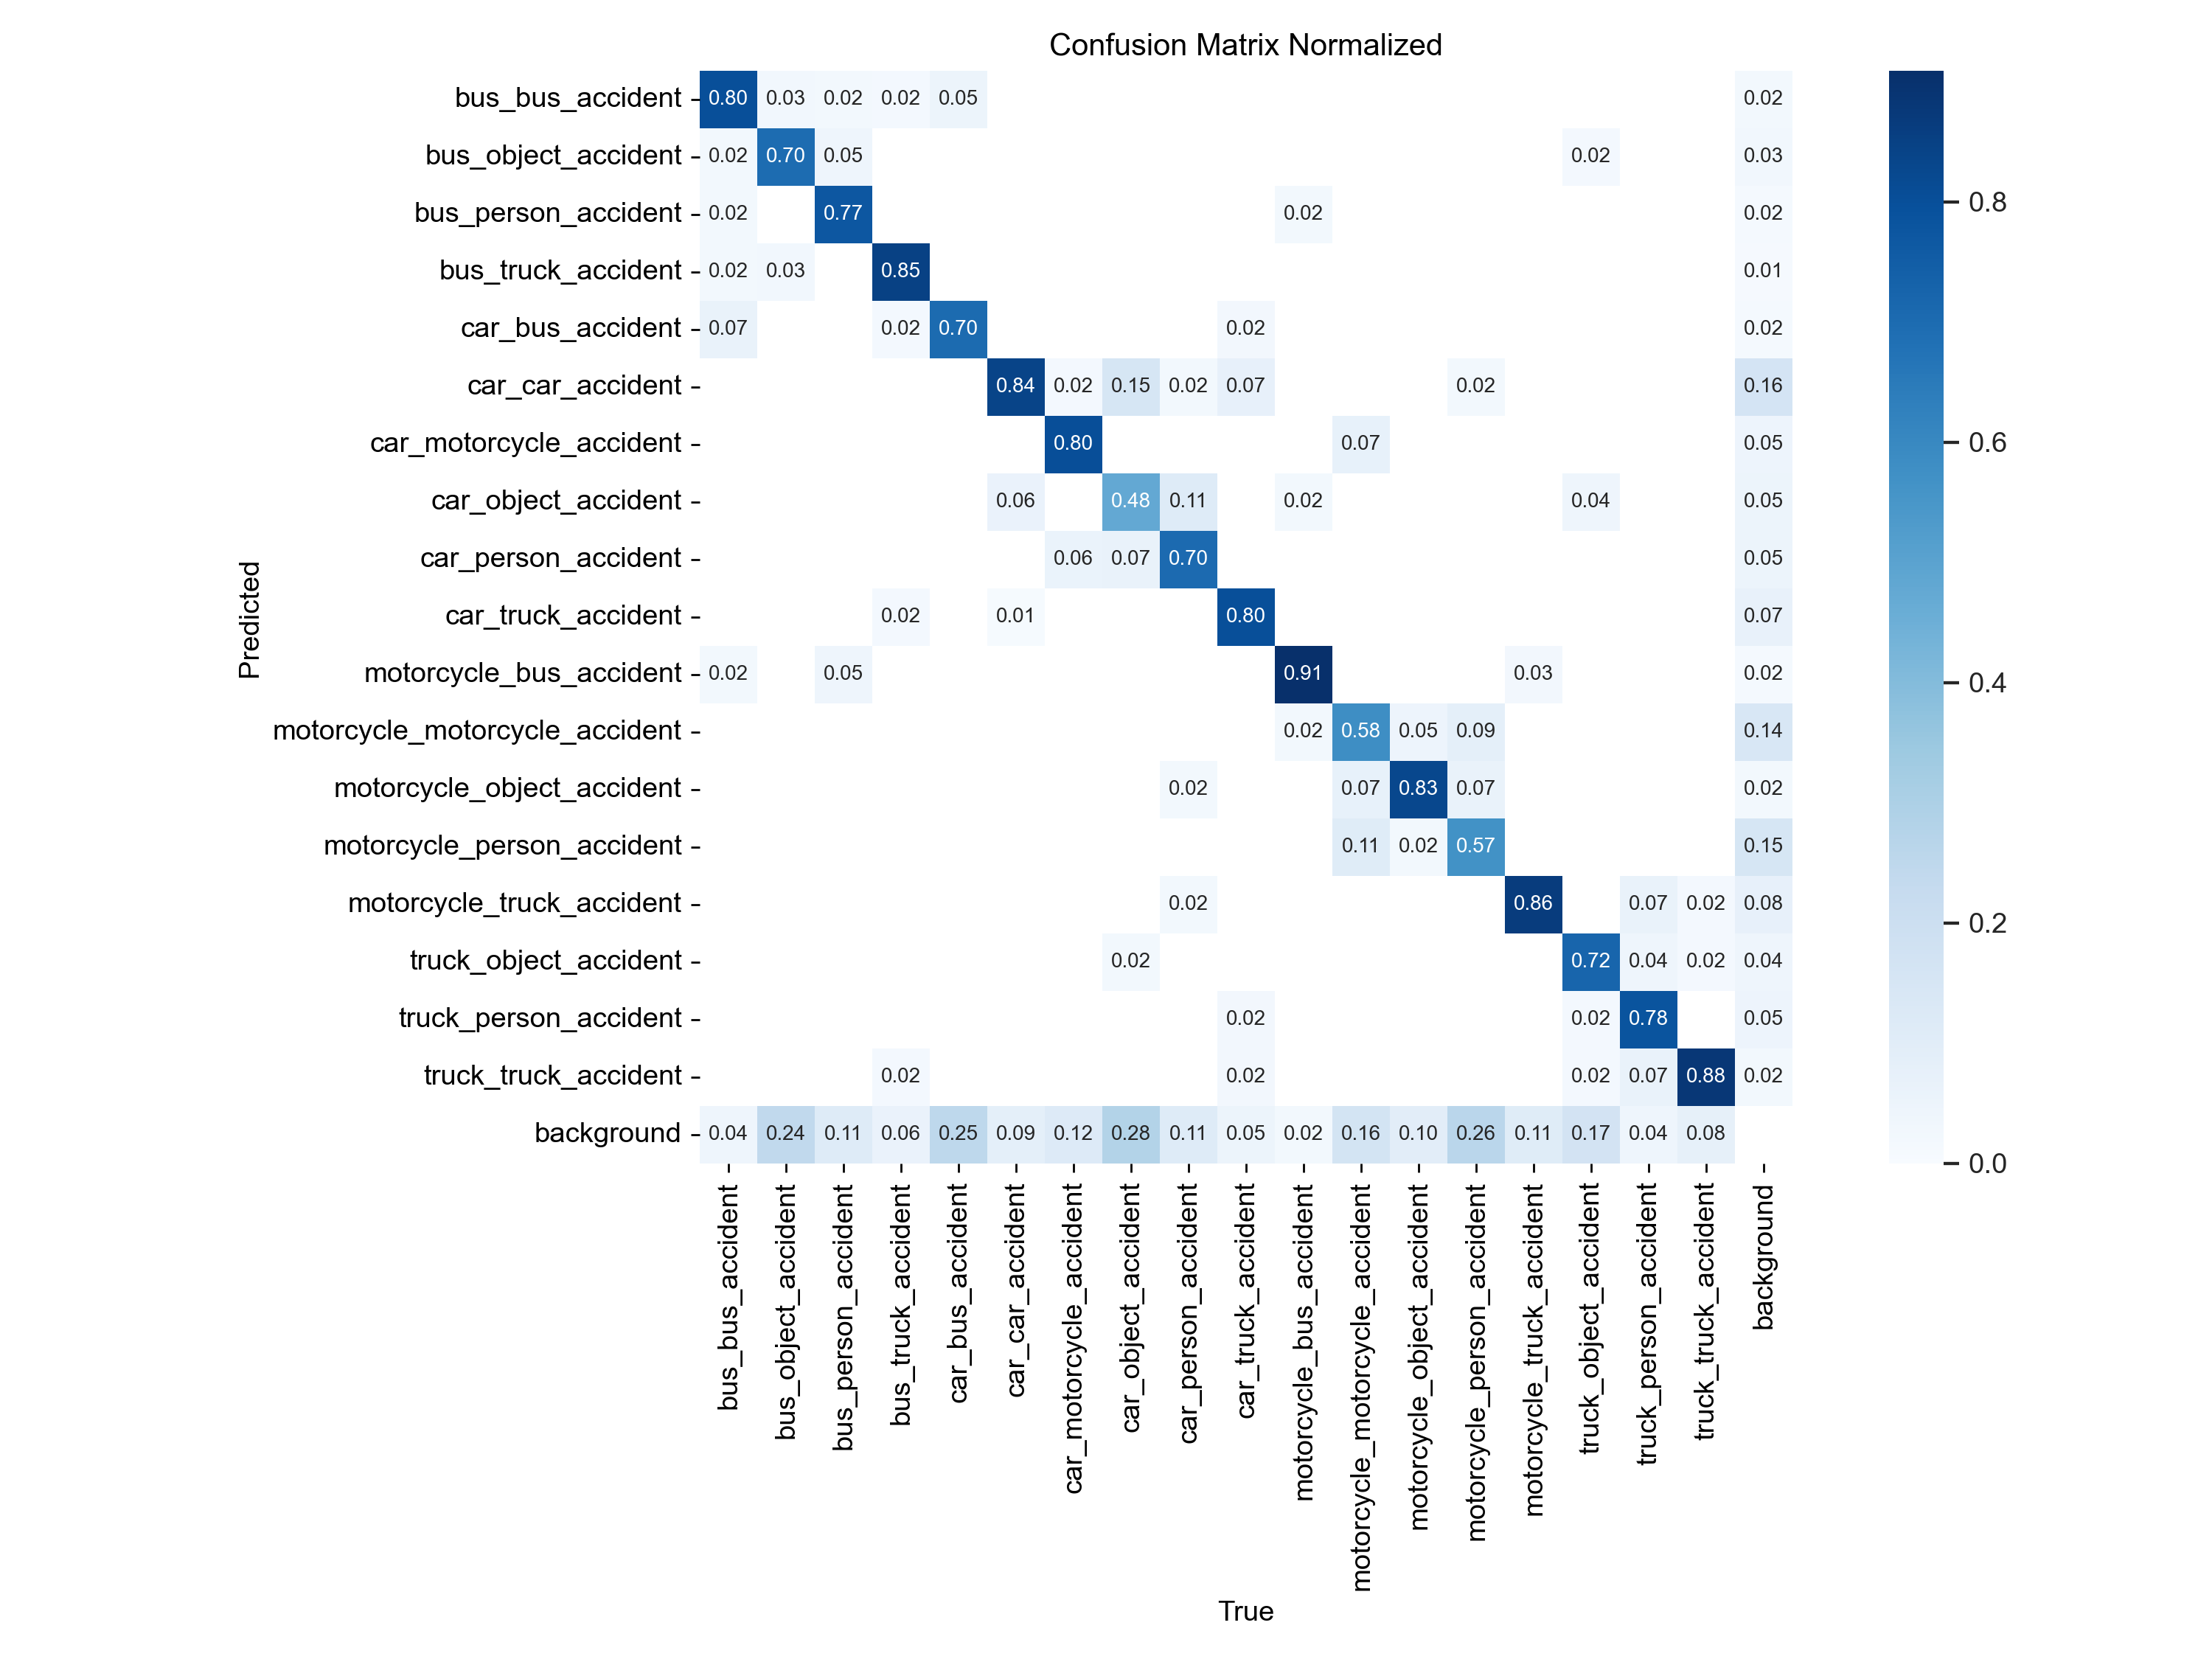 Confusion Matrix Normalized
bus_bus_accident 0.80 0.03 0.02 0.02 0.05 0.02
bus_object_accident 0.02 0.70 0.05 0.02 0.03
bus_person_accident 0.02 0.77 0.02 0.02
bus_truck_accident 0.02 0.03 0.85 0.01
car_bus_accident 0.07 0.02 0.70 0.02 0.02
car_car_accident 0.84 0.02 0.15 0.02 0.07 0.02 0.16
car_motorcycle_accident 0.80 0.07 0.05
car_object_accident 0.06 0.48 0.11 0.02 0.04 0.05
car_person_accident 0.06 0.07 0.70 0.05
car_truck_accident 0.02 0.01 0.80 0.07
motorcycle_bus_accident 0.02 0.05 0.91 0.03 0.02
motorcycle_motorcycle_accident 0.02 0.58 0.05 0.09 0.14
motorcycle_object_accident 0.02 0.07 0.83 0.07 0.02
motorcycle_person_accident 0.11 0.02 0.57 0.15
motorcycle_truck_accident 0.02 0.86 0.07 0.02 0.08
truck_object_accident 0.02 0.72 0.04 0.02 0.04
truck_person_accident 0.02 0.02 0.78 0.05
truck_truck_accident 0.02 0.02 0.02 0.07 0.88 0.02
background 0.04 0.24 0.11 0.06 0.25 0.09 0.12 0.28 0.11 0.05 0.02 0.16 0.10 0.26 0.11 0.17 0.04 0.08
Predicted
bus_bus_accident
bus_object_accident
bus_person_accident
bus_truck_accident
car_bus_accident
car_car_accident
car_motorcycle_accident
car_object_accident
car_person_accident
car_truck_accident
motorcycle_bus_accident
motorcycle_motorcycle_accident
motorcycle_object_accident
motorcycle_person_accident
motorcycle_truck_accident
truck_object_accident
truck_person_accident
truck_truck_accident
background
True
0.8
0.6
0.4
0.2
0.0